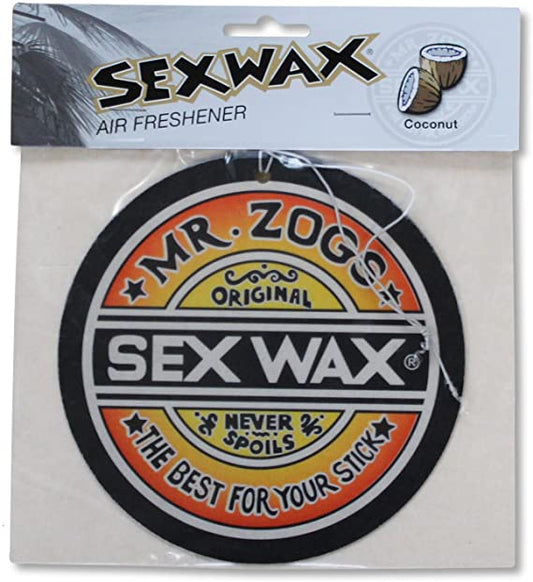 SEXWAX®
AIR FRESHENER
Coconut
MR. ZOGS
ORIGINAL
SEX WAX®
NEVER
SPOILS
THE BEST FOR YOUR STICK